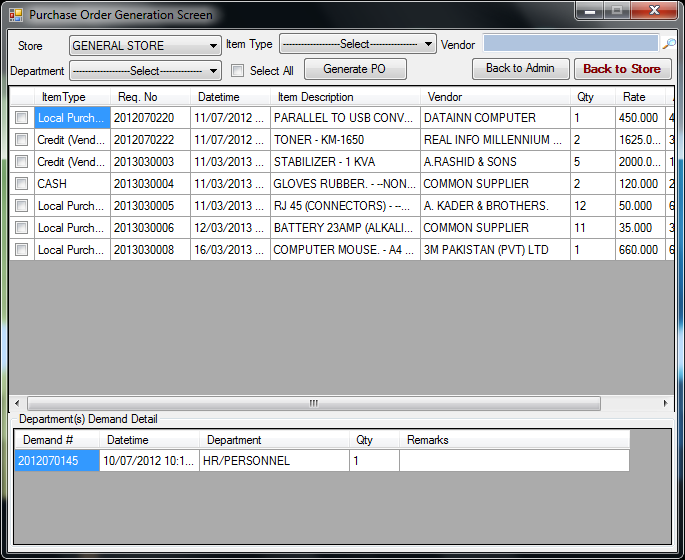 Purchase Order Generation Screen
Store GENERAL STORE Item Type -------------------Select---------------- Vendor
Department -------------------Select-------------- Select All Generate PO Back to Admin Back to Store
ItemType Req. No Datetime Item Description Vendor Qty Rate
Local Purch... 2012070220 11/07/2012 ... PARALLEL TO USB CONV... DATAINN COMPUTER 1 450.000 4
Credit (Vend... 2012070222 11/07/2012 ... TONER - KM-1650 REAL INFO MILLENNIUM ... 2 1625.0... 3
Credit (Vend... 2013030003 11/03/2013 ... STABILIZER - 1 KVA A.RASHID & SONS 5 2000.0...
CASH 2013030004 11/03/2013 ... GLOVES RUBBER. - --NON... COMMON SUPPLIER 2 120.000 2
Local Purch... 2013030005 11/03/2013 ... RJ 45 (CONNECTORS) - --... A. KADER & BROTHERS. 12 50.000 6
Local Purch... 2013030006 12/03/2013 ... BATTERY 23AMP (ALKALI... COMMON SUPPLIER 11 35.000 3
Local Purch... 2013030008 16/03/2013 ... COMPUTER MOUSE. - A4 ... 3M PAKISTAN (PVT) LTD 1 660.000 6
Department(s) Demand Detail
Demand # Datetime Department Qty Remarks
2012070145 10/07/2012 10:1... HR/PERSONNEL 1